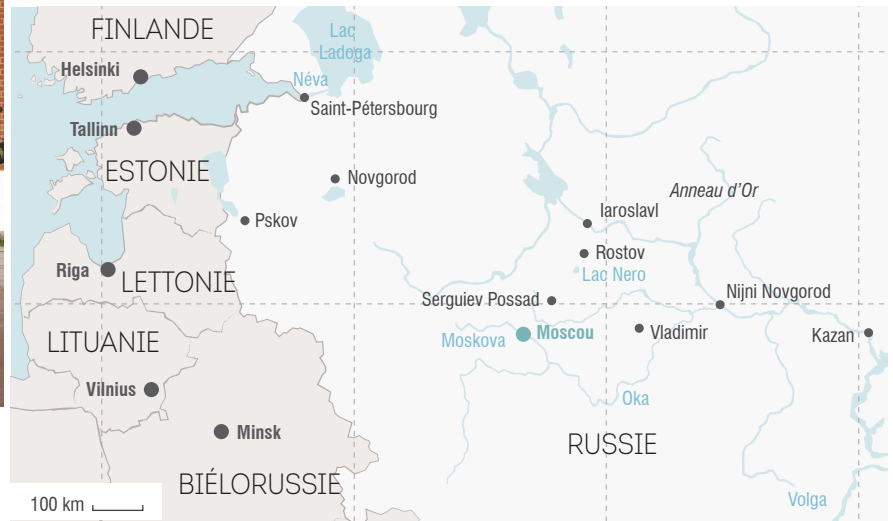 FINLANDE
Lac
Ladoga
Helsinki
Néva
Saint-Pétersbourg
Tallinn
ESTONIE
Novgorod
Anneau d'Or
Pskov
Iaroslavl
Rostov
Riga
LETTONIE
Lac Nero
Serguiev Possad
Nijni Novgorod
LITUANIE
Moskova
Moscou
Vladimir
Kazan
Vilnius
Oka
Minsk
RUSSIE
BIÉLORUSSIE
Volga
100 km